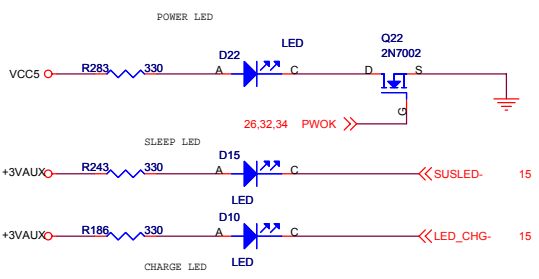 POWER LED
VCC5 R283 330 A D22 LED C D Q22 2N7002 S G
26,32,34 PWOK
SLEEP LED
+3VAUX R243 330 A D15 LED C SUSLED- 15
+3VAUX R186 330 A D10 LED C LED_CHG- 15
CHARGE LED